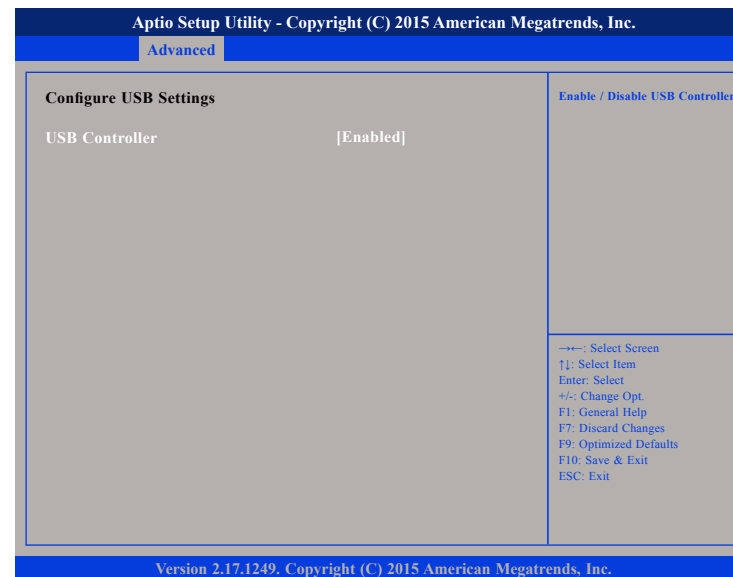 Aptio Setup Utility - Copyright (C) 2015 American Megatrends, Inc.
Advanced
Configure USB Settings
USB Controller [Enabled]
Enable / Disable USB Controller
→←: Select Screen
↑↓: Select Item
Enter: Select
+/-: Change Opt.
F1: General Help
F7: Discard Changes
F9: Optimized Defaults
F10: Save & Exit
ESC: Exit
Version 2.17.1249. Copyright (C) 2015 American Megatrends, Inc.